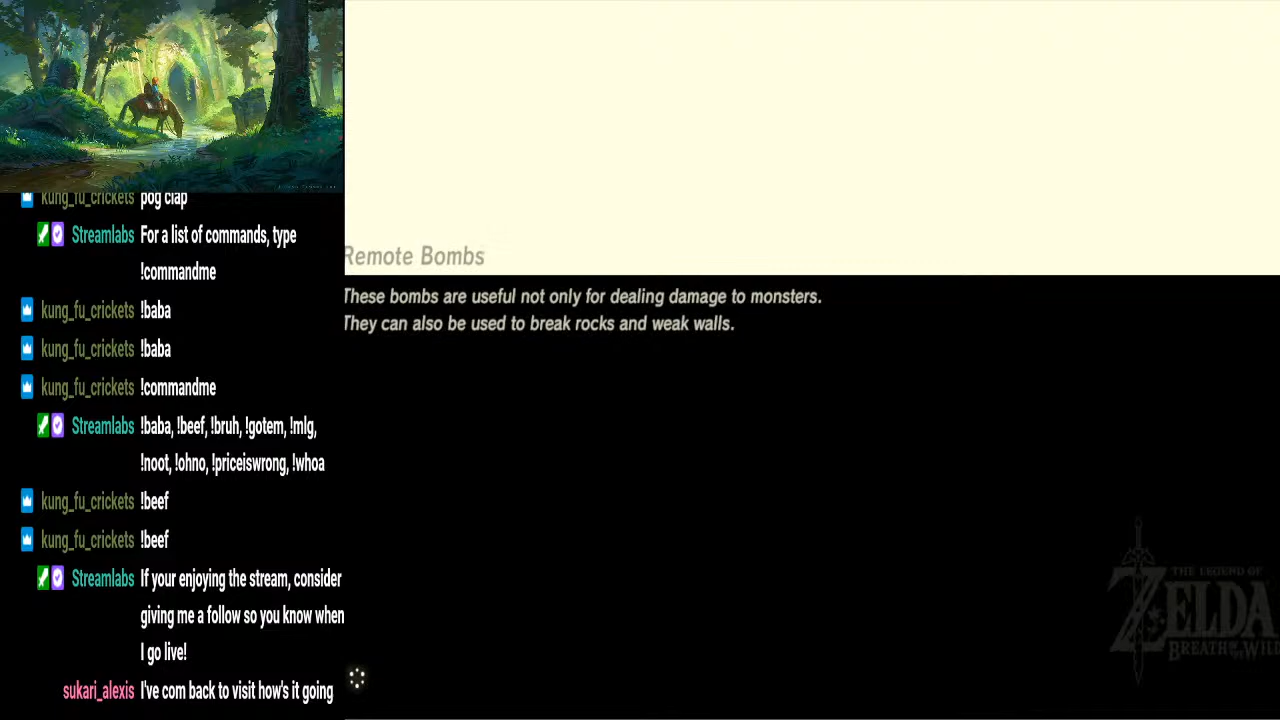 kung_fu_crickets pog clap
Streamlabs For a list of commands, type
!commandme
kung_fu_crickets !baba
kung_fu_crickets !baba
kung_fu_crickets !commandme
Streamlabs !baba, !beef, !bruh, !gotem, !mlg,
!noot, !ohno, !priceiswrong, !whoa
kung_fu_crickets !beef
kung_fu_crickets !beef
Streamlabs If your enjoying the stream, consider
giving me a follow so you know when
I go live!
sukari_alexis I've com back to visit how's it going
Remote Bombs
These bombs are useful not only for dealing damage to monsters.
They can also be used to break rocks and weak walls.
THE LEGEND OF
ZELDA
BREATH OF THE WILD